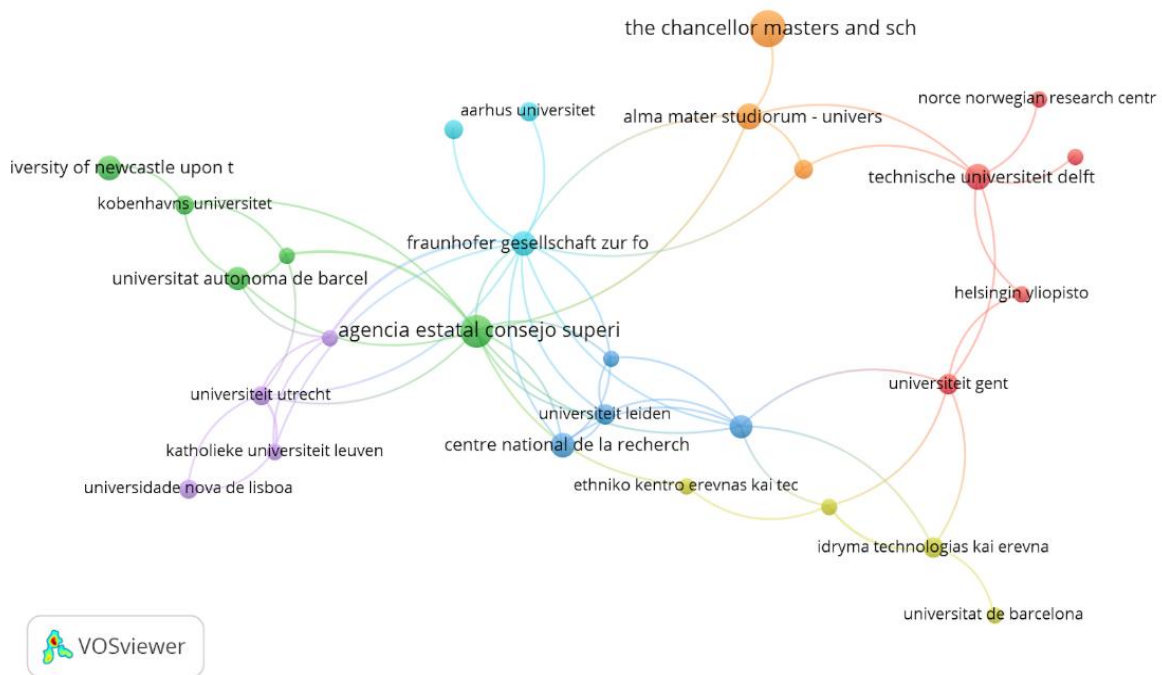 the chancellor masters and sch
aarhus universitet
norce norwegian research centr
alma mater studiorum - univers
iversity of newcastle upon t
technische universiteit delft
kobenhavns universitet
fraunhofer gesellschaft zur fo
universitat autonoma de barcel
helsingin yliopisto
agencia estatal consejo superi
universiteit gent
universiteit utrecht
universiteit leiden
centre national de la recherch
katholieke universiteit leuven
universidade nova de lisboa
ethniko kentro erevnas kai tec
idryma technologias kai erevna
universitat de barcelona
VOSviewer